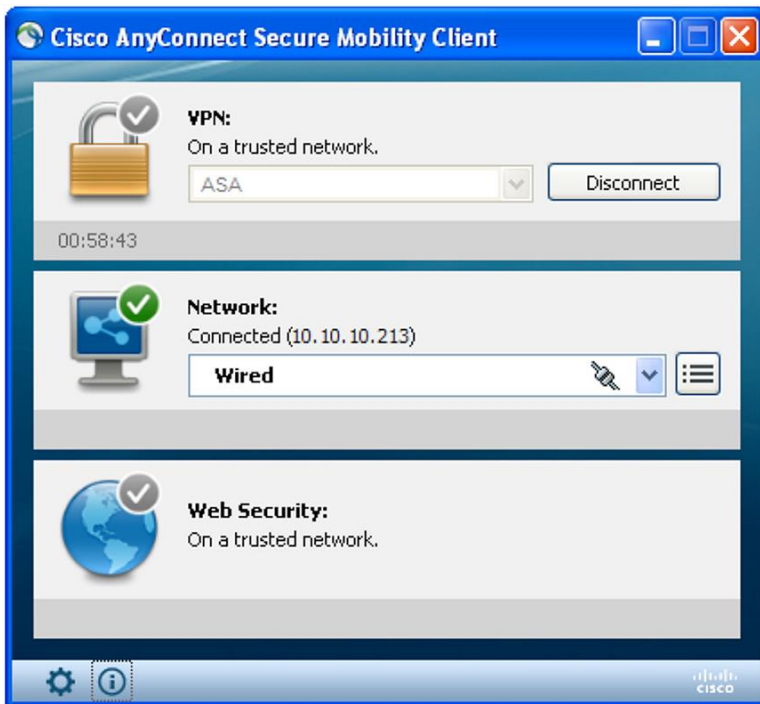 Cisco AnyConnect Secure Mobility Client
VPN:
On a trusted network.
ASA
Disconnect
00:58:43
Network:
Connected (10.10.10.213)
Wired
Web Security:
On a trusted network.
CISCO